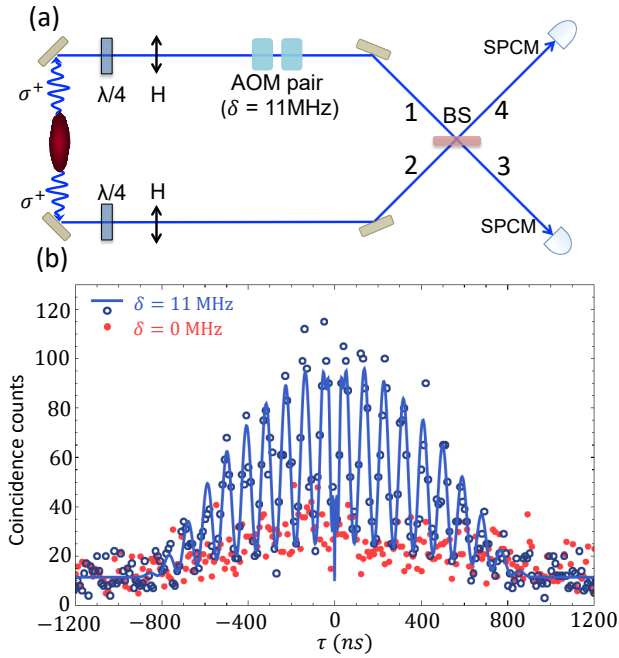 (a)
SPCM
σ⁺
λ/4
H
AOM pair
(δ = 11MHz)
1
BS
4
2
3
σ⁺
λ/4
H
SPCM
(b)
δ = 11 MHz
δ = 0 MHz
Coincidence counts
120
100
80
60
40
20
0
−1200
−800
−400
0
400
800
1200
τ (ns)